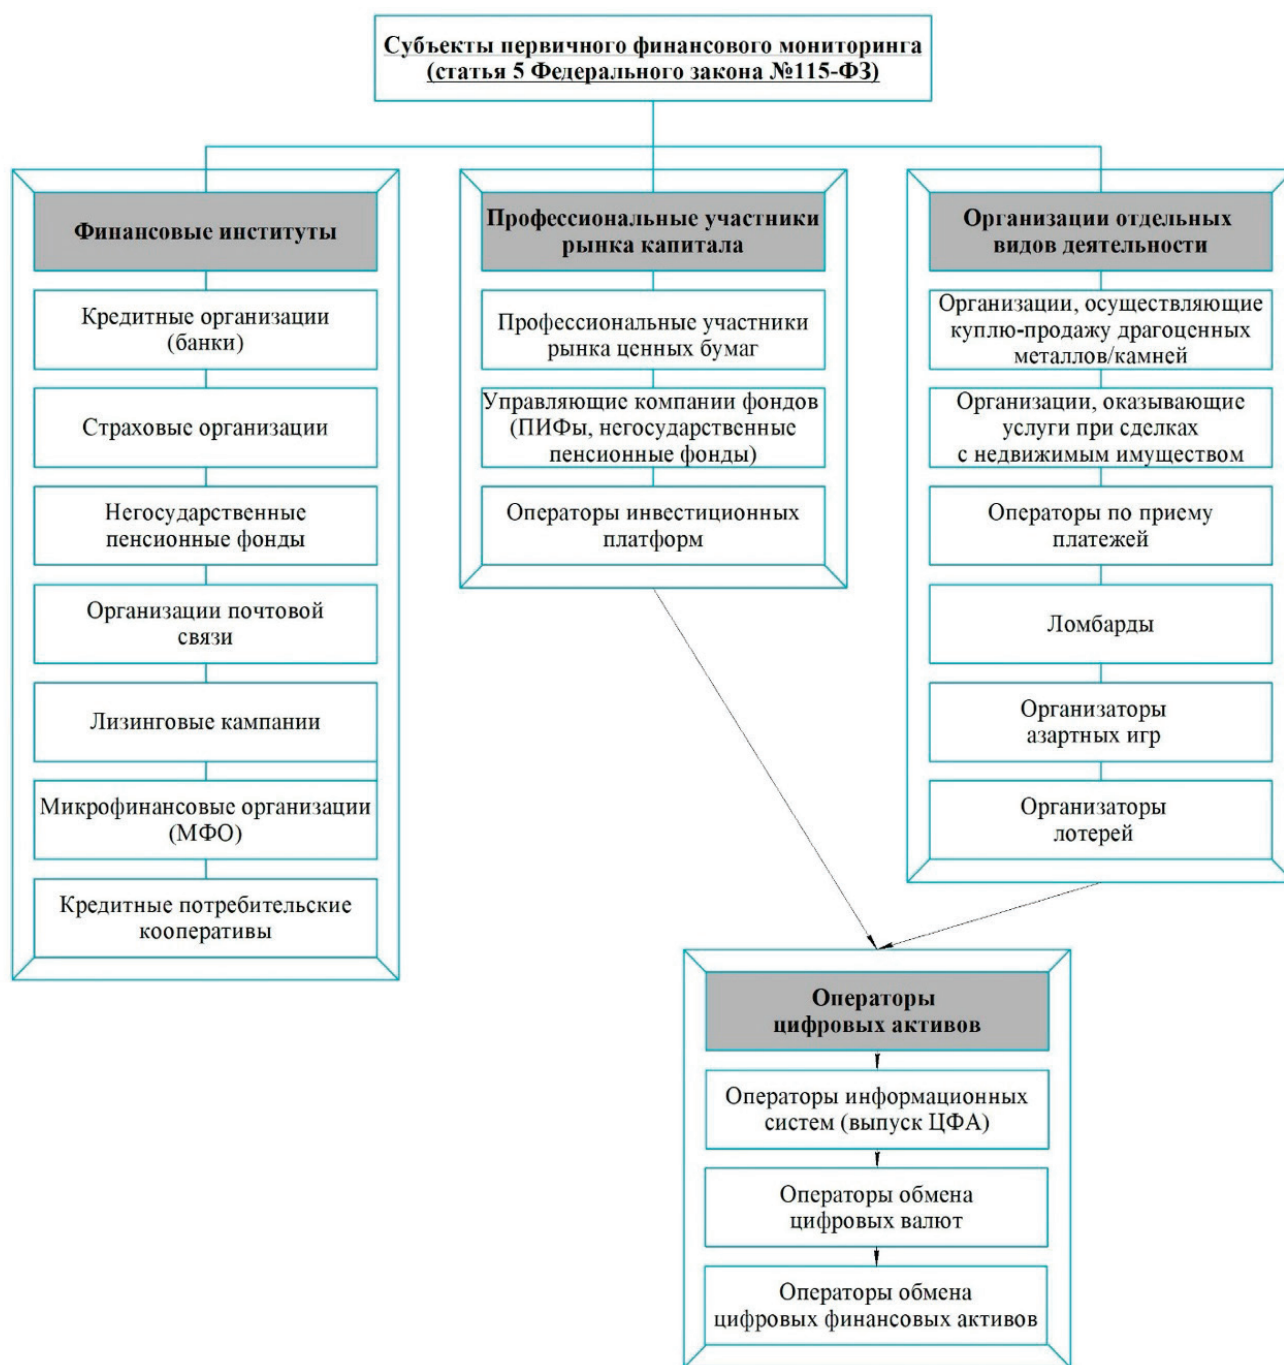 Субъекты первичного финансового мониторинга
(статья 5 Федерального закона №115-ФЗ)
Финансовые институты
Кредитные организации
(банки)
Страховые организации
Негосударственные
пенсионные фонды
Организации почтовой
связи
Лизинговые кампании
Микрофинансовые организации
(МФО)
Кредитные потребительские
кооперативы
Профессиональные участники
рынка капитала
Профессиональные участники
рынка ценных бумаг
Управляющие компании фондов
(ПИФы, негосударственные
пенсионные фонды)
Операторы инвестиционных
платформ
Организации отдельных
видов деятельности
Организации, осуществляющие
куплю-продажу драгоценных
металлов/камней
Организации, оказывающие
услуги при сделках
с недвижимым имуществом
Операторы по приему
платежей
Ломбарды
Организаторы
азартных игр
Организаторы
лотерей
Операторы
цифровых активов
Операторы информационных
систем (выпуск ЦФА)
Операторы обмена
цифровых валют
Операторы обмена
цифровых финансовых активов